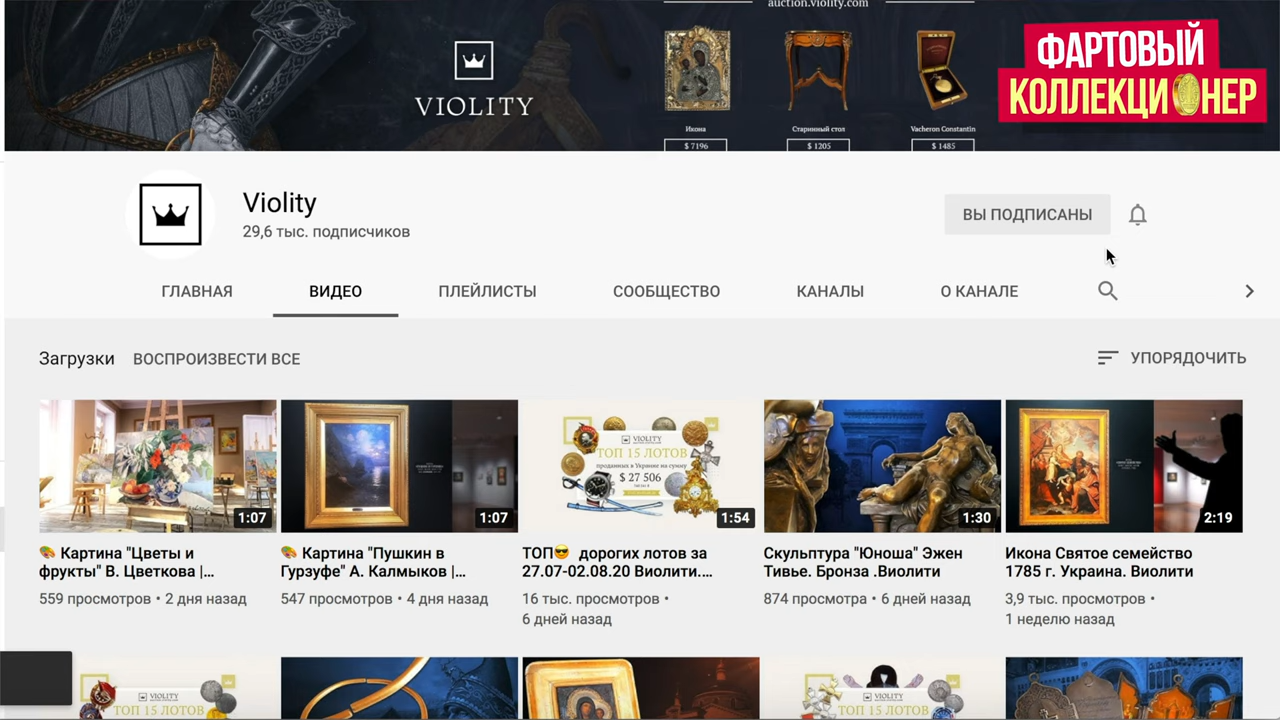 auction.violity.com
VIOLITY
Икона
Старинный стол
Vacheron Constantin
$ 7196
$ 1205
$ 1485
ФАРТОВЫЙ
КОЛЛЕКЦИОНЕР
Violity
29,6 тыс. подписчиков
ВЫ ПОДПИСАНЫ
ГЛАВНАЯ
ВИДЕО
ПЛЕЙЛИСТЫ
СООБЩЕСТВО
КАНАЛЫ
О КАНАЛЕ
Загрузки
ВОСПРОИЗВЕСТИ ВСЕ
УПОРЯДОЧИТЬ
1:07
🎨 Картина "Цветы и
фрукты" В. Цветкова |...
559 просмотров • 2 дня назад
1:07
🎨 Картина "Пушкин в
Гурзуфе" А. Калмыков |...
547 просмотров • 4 дня назад
VIOLITY
ТОП 15 ЛОТОВ
проданных в Украине на сумму
$ 27 506
1:54
ТОП😎 дорогих лотов за
27.07-02.08.20 Виолити....
16 тыс. просмотров •
6 дней назад
1:30
Скульптура "Юноша" Эжен
Тивье. Бронза .Виолити
874 просмотра • 6 дней назад
2:19
Икона Святое семейство
1785 г. Украина. Виолити
3,9 тыс. просмотров •
1 неделю назад
VIOLITY
ТОП 15 ЛОТОВ
VIOLITY
ТОП 15 ЛОТОВ